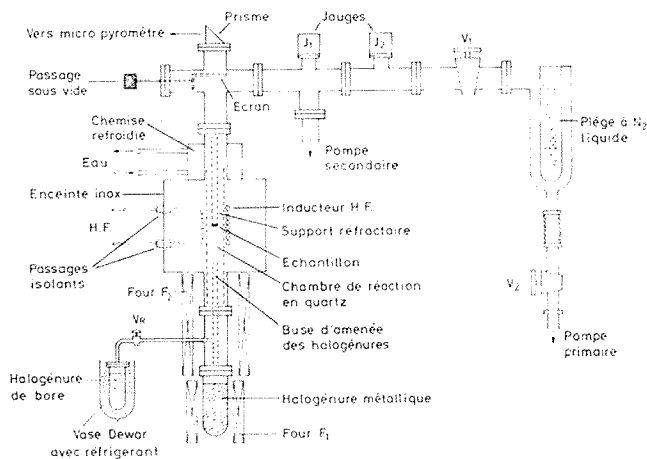 Prisme
Jauges
Vers micro pyromètre
J1
J2
V1
Passage
sous vide
Ecran
Piége à N2
liquide
Chemise
refroidie
Pompe
secondaire
Eau
Enceinte inox
Inducteur H.F.
H.F.
Support réfractaire
Echantillon
Passages
isolants
Chambre de réaction
en quartz
Four F2
V2
VR
Buse d'amenée
des halogénures
Pompe
primaire
Halogénure
de bore
Halogénure métallique
Four F1
Vase Dewar
avec réfrigerant